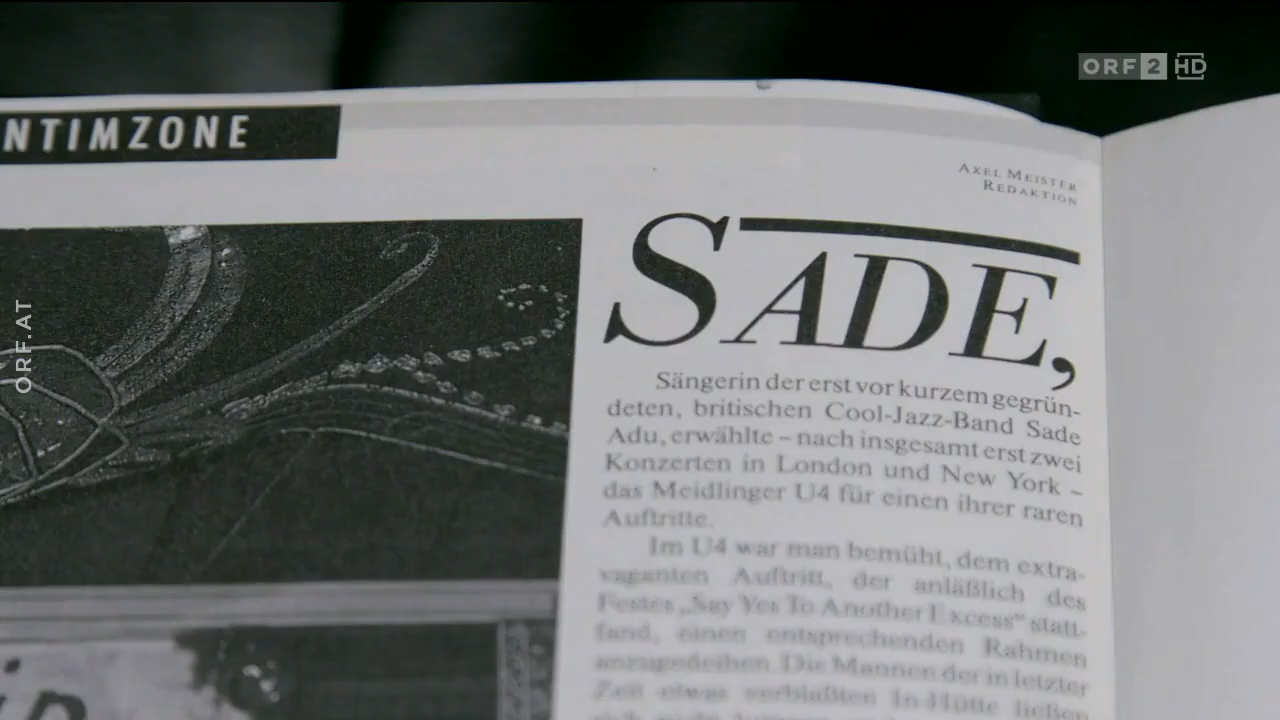 ORF 2 HD
NTIMZONE
AXEL MEISTER
REDAKTION
ORF.AT
SADE,
Sängerin der erst vor kurzem gegrün-
deten, britischen Cool-Jazz-Band Sade
Adu, erwählte – nach insgesamt erst zwei
Konzerten in London und New York –
das Meidlinger U4 für einen ihrer raren
Auftritte.
Im U4 war man bemüht, dem extra-
vaganten Auftritt, der anläßlich des
Festes „Say Yes To Another Excess“ statt-
fand, einen entsprechenden Rahmen
anzugedeihen. Die Mannen der in letzter
Zeit etwas verblaßten In-Hütte ließen